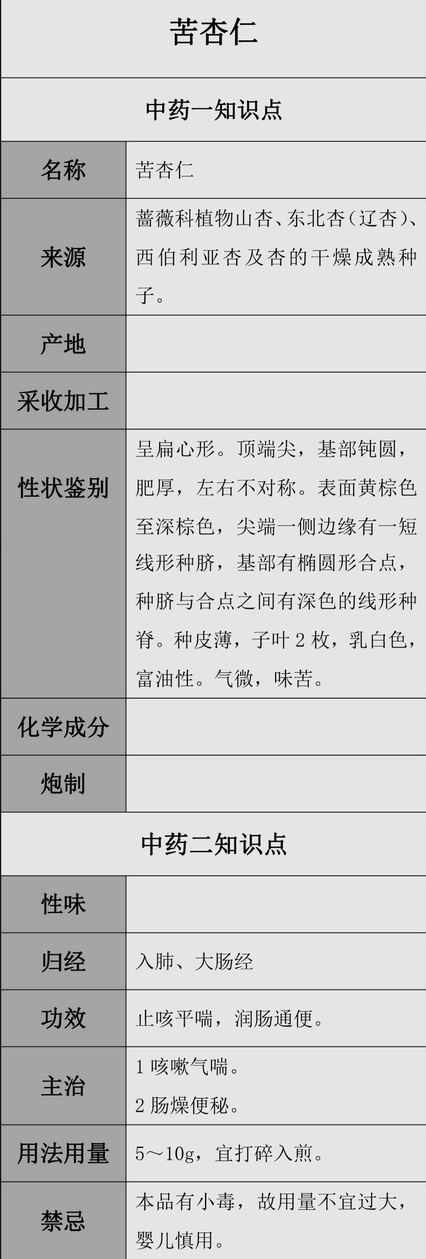 苦杏仁
中药一知识点
名称
苦杏仁
来源
蔷薇科植物山杏、东北杏（辽杏）、
西伯利亚杏及杏的干燥成熟种
子。
产地
采收加工
性状鉴别
呈扁心形。顶端尖，基部钝圆，
肥厚，左右不对称。表面黄棕色
至深棕色，尖端一侧边缘有一短
线形种脐，基部有椭圆形合点，
种脐与合点之间有深色的线形种
脊。种皮薄，子叶 2 枚，乳白色，
富油性。气微，味苦。
化学成分
炮制
中药二知识点
性味
归经
入肺、大肠经
功效
止咳平喘，润肠通便。
主治
1 咳嗽气喘。
2 肠燥便秘。
用法用量
5～10g，宜打碎入煎。
禁忌
本品有小毒，故用量不宜过大，
婴儿慎用。